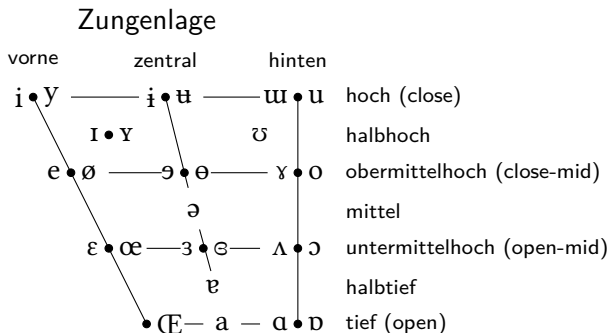 Zungenlage
vorne zentral hinten
i y ɨ ʉ ɯ u hoch (close)
ɪ ʏ ʊ halbhoch
e ø ɘ ɵ ɤ o obermittelhoch (close-mid)
ə mittel
ɛ œ ɜ ɞ ʌ ɔ untermittelhoch (open-mid)
ɐ halbtief
Œ a ɑ ɒ tief (open)